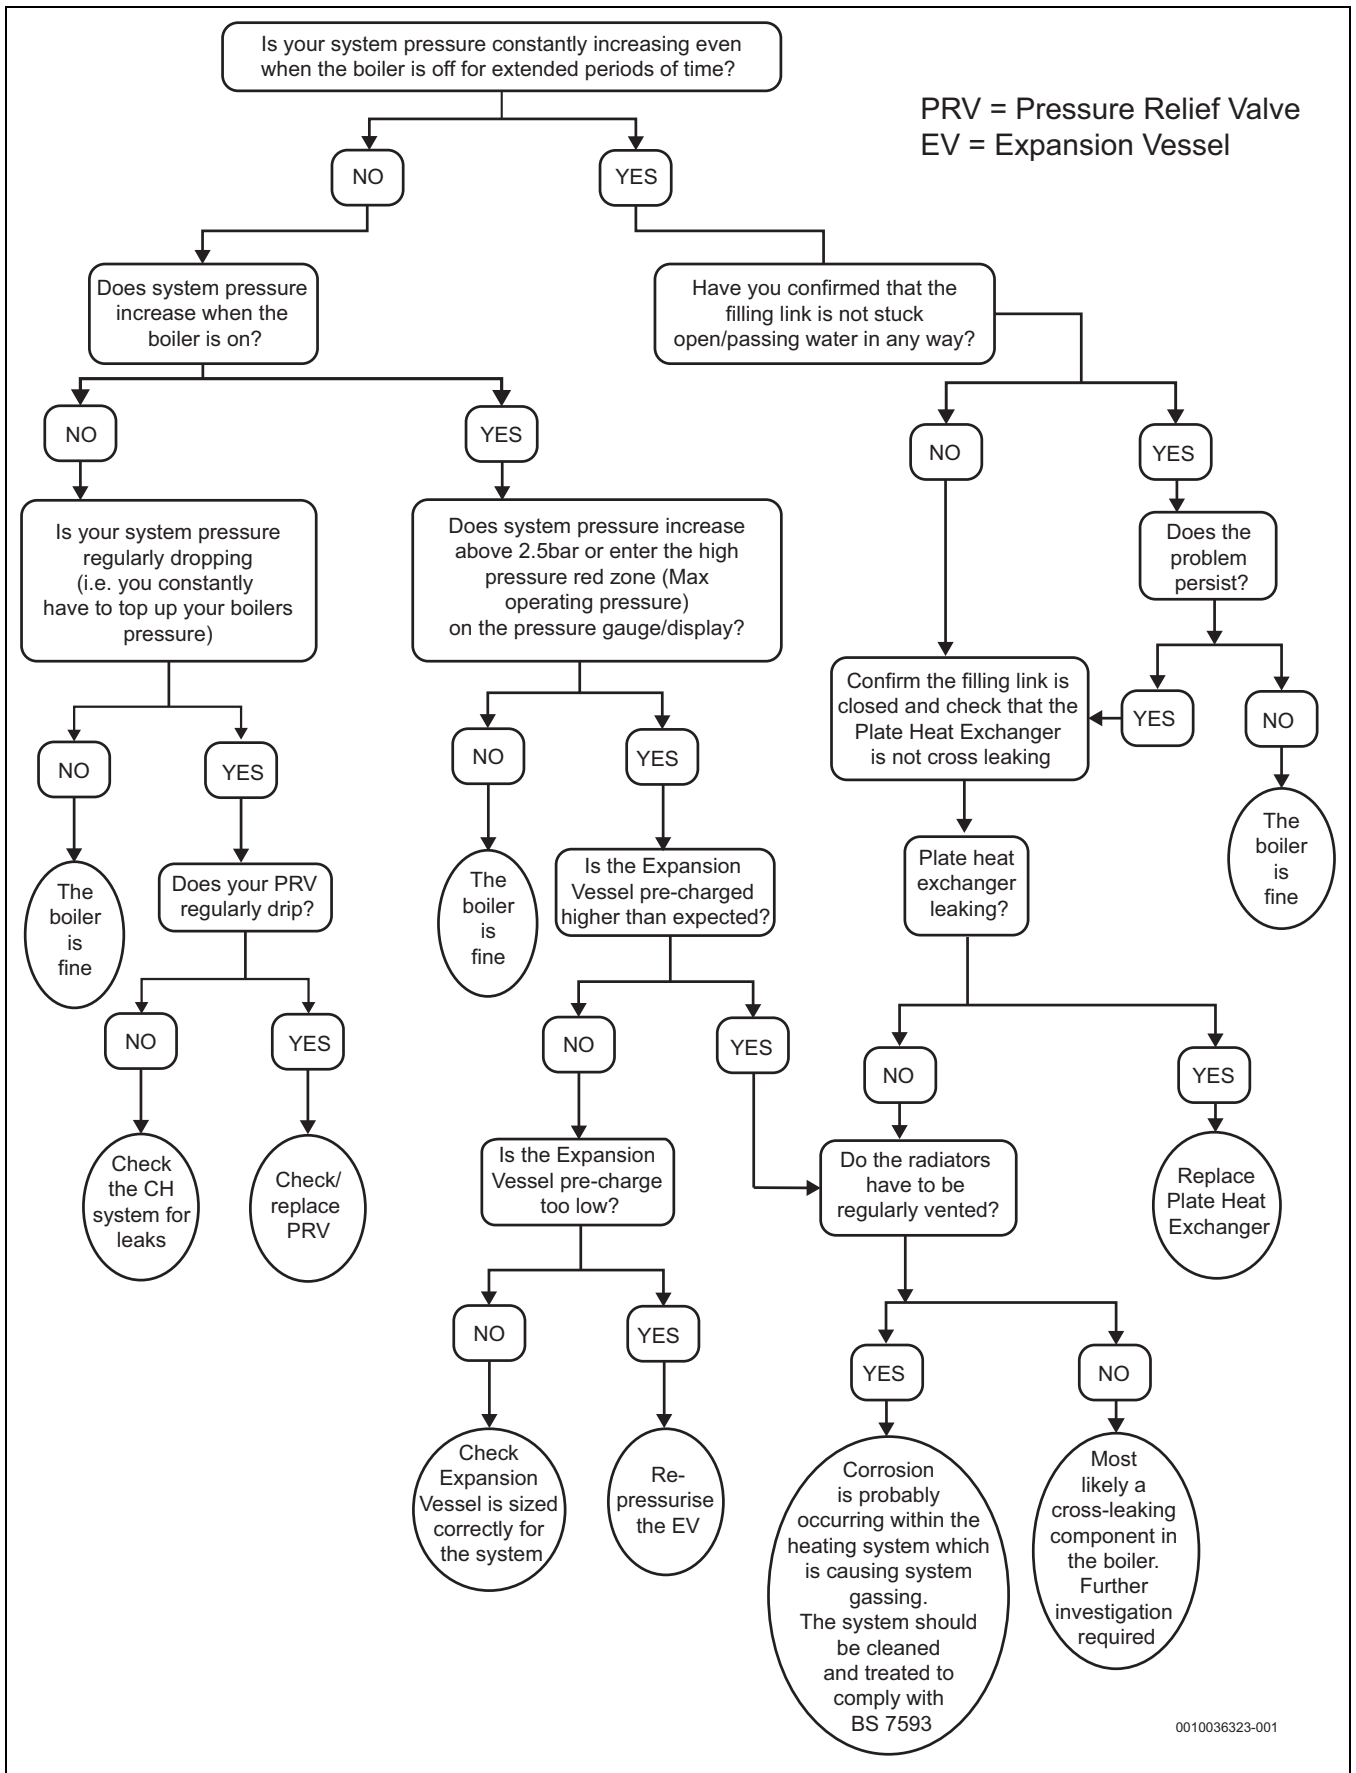 Is your system pressure constantly increasing even
when the boiler is off for extended periods of time?
PRV = Pressure Relief Valve
EV = Expansion Vessel
NO
YES
Does system pressure
increase when the
boiler is on?
Have you confirmed that the
filling link is not stuck
open/passing water in any way?
NO
YES
NO
YES
Is your system pressure
regularly dropping
(i.e. you constantly
have to top up your boilers
pressure)
Does system pressure increase
above 2.5bar or enter the high
pressure red zone (Max
operating pressure)
on the pressure gauge/display?
Does the
problem
persist?
Confirm the filling link is
closed and check that the
Plate Heat Exchanger
is not cross leaking
YES
NO
NO
YES
NO
YES
The
boiler
is
fine
Does your PRV
regularly drip?
The
boiler
is
fine
Is the Expansion
Vessel pre-charged
higher than expected?
Plate heat
exchanger
leaking?
The
boiler
is
fine
NO
YES
NO
YES
NO
YES
Check
the CH
system for
leaks
Check/
replace
PRV
Is the Expansion
Vessel pre-charge
too low?
Do the radiators
have to be
regularly vented?
Replace
Plate Heat
Exchanger
NO
YES
YES
NO
Check
Expansion
Vessel is sized
correctly for
the system
Re-
pressurise
the EV
Corrosion
is probably
occurring within the
heating system which
is causing system
gassing.
The system should
be cleaned
and treated to
comply with
BS 7593
Most
likely a
cross-leaking
component in
the boiler.
Further
investigation
required
0010036323-001